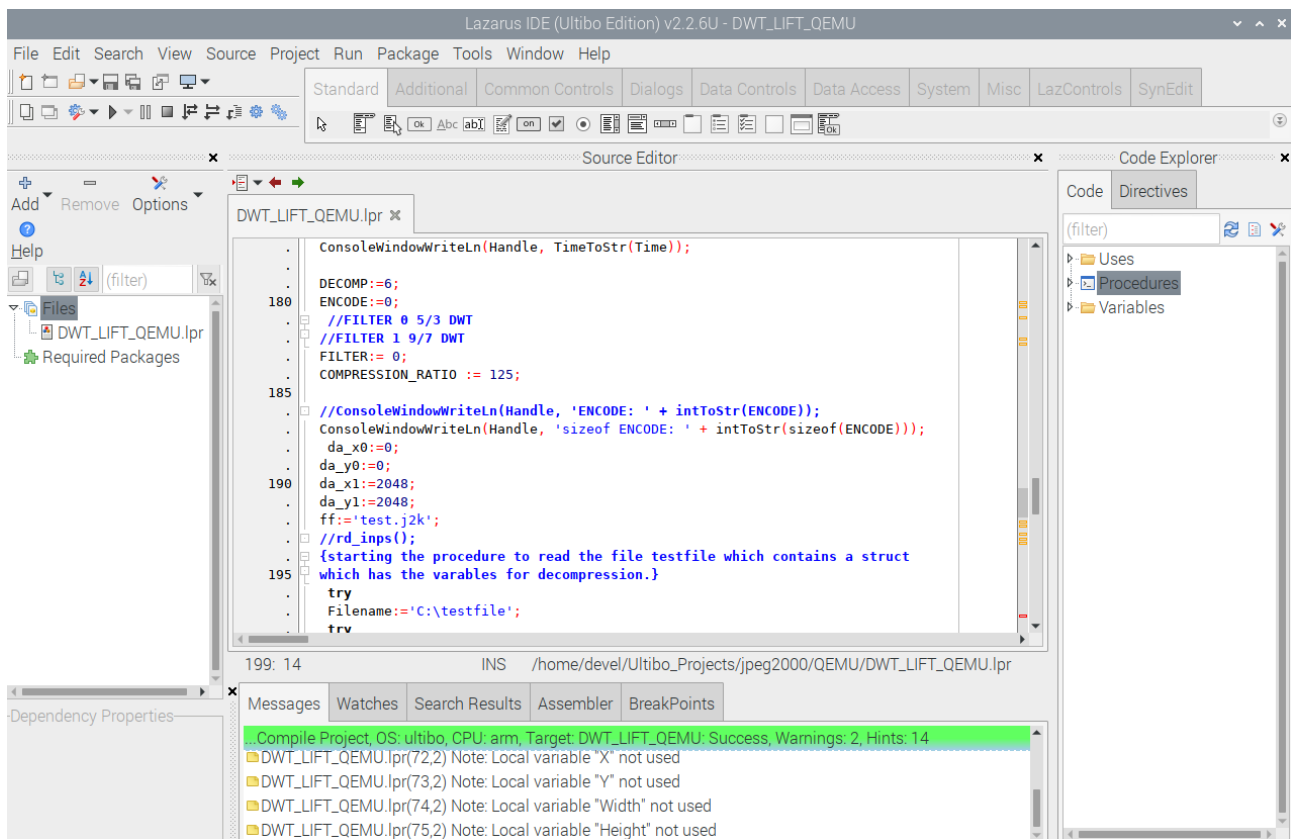 Lazarus IDE (Ultibo Edition) v2.2.6U - DWT_LIFT_QEMU
File Edit Search View Source Project Run Package Tools Window Help
Standard Additional Common Controls Dialogs Data Controls Data Access System Misc LazControls SynEdit
Ok Abc abI on Ok
Source Editor
Code Explorer
Add Remove Options
Help
(filter)
Files
DWT_LIFT_QEMU.lpr
Required Packages
Dependency Properties
DWT_LIFT_QEMU.lpr
ConsoleWindowWriteLn(Handle, TimeToStr(Time));
DECOMP:=6;
180 ENCODE:=0;
//FILTER 0 5/3 DWT
//FILTER 1 9/7 DWT
FILTER:= 0;
COMPRESSION_RATIO := 125;
185
//ConsoleWindowWriteLn(Handle, 'ENCODE: ' + intToStr(ENCODE));
ConsoleWindowWriteLn(Handle, 'sizeof ENCODE: ' + intToStr(sizeof(ENCODE)));
da_x0:=0;
da_y0:=0;
190 da_x1:=2048;
da_y1:=2048;
ff:='test.j2k';
//rd_inps();
{starting the procedure to read the file testfile which contains a struct
195 which has the varables for decompression.}
try
Filename:='C:\testfile';
try
199: 14 INS /home/devel/Ultibo_Projects/jpeg2000/QEMU/DWT_LIFT_QEMU.lpr
Messages Watches Search Results Assembler BreakPoints
...Compile Project, OS: ultibo, CPU: arm, Target: DWT_LIFT_QEMU: Success, Warnings: 2, Hints: 14
DWT_LIFT_QEMU.lpr(72,2) Note: Local variable "X" not used
DWT_LIFT_QEMU.lpr(73,2) Note: Local variable "Y" not used
DWT_LIFT_QEMU.lpr(74,2) Note: Local variable "Width" not used
DWT_LIFT_QEMU.lpr(75,2) Note: Local variable "Height" not used
Code Directives
(filter)
Uses
Procedures
Variables